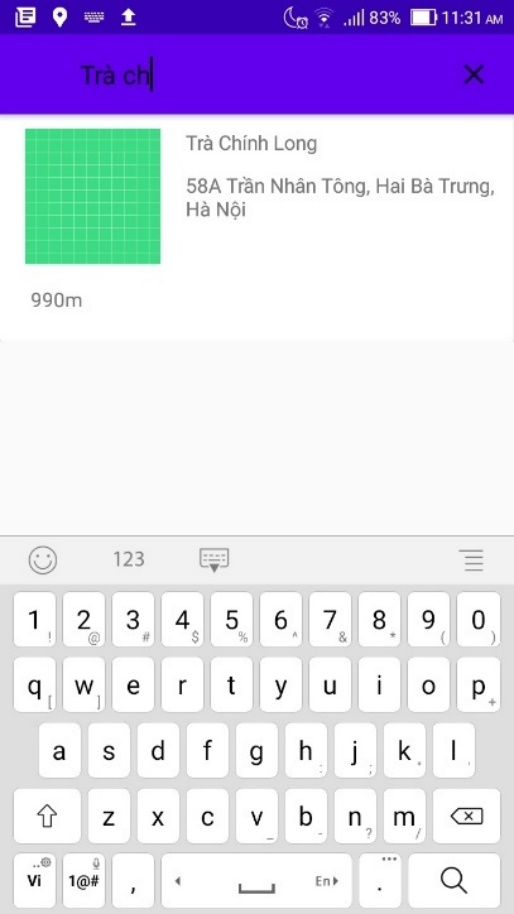 83% 11:31 AM
Trà ch
Trà Chính Long
58A Trần Nhân Tông, Hai Bà Trưng,
Hà Nội
990m
123
1 ! 2 @ 3 # 4 $ 5 % 6 ^ 7 & 8 * 9 ( 0 )
q [ w ] e r t y u i o p +
a s d f g h : j ; k l
z x c v _ b - n ? m /
Vi 1@# , En .